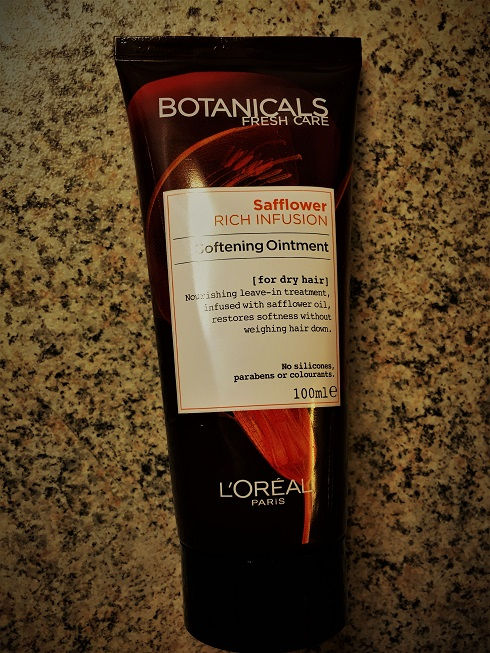 BOTANICALS
FRESH CARE
Safflower
RICH INFUSION
Softening Ointment
[for dry hair]
Nourishing leave-in treatment,
infused with safflower oil,
restores softness without
weighing hair down.
No silicones,
parabens or colourants.
100ml℮
L'ORÉAL
PARIS